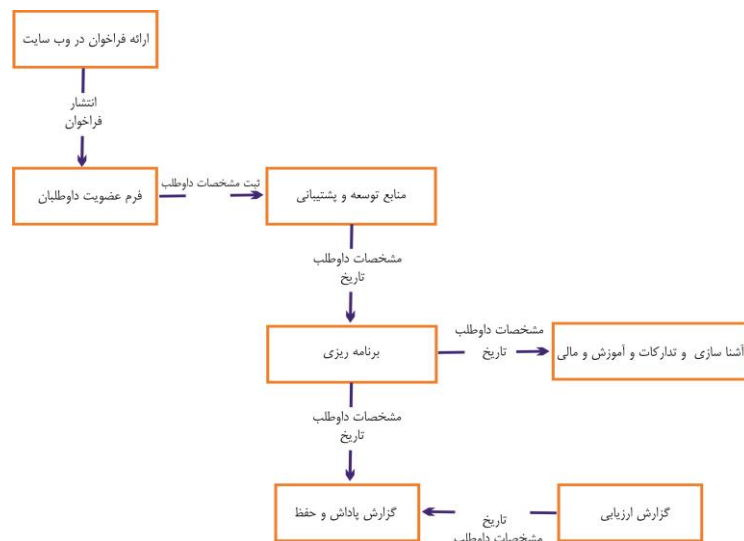 ارائه فراخوان در وب سایت
انتشار
فراخوان
فرم عضویت داوطلبان
ثبت مشخصات داوطلب
منابع توسعه و پشتیبانی
مشخصات داوطلب
تاریخ
برنامه ریزی
مشخصات داوطلب
تاریخ
آشنا سازی و تدارکات و آموزش و مالی
مشخصات داوطلب
تاریخ
گزارش پاداش و حفظ
تاریخ
مشخصات داوطلب
گزارش ارزیابی